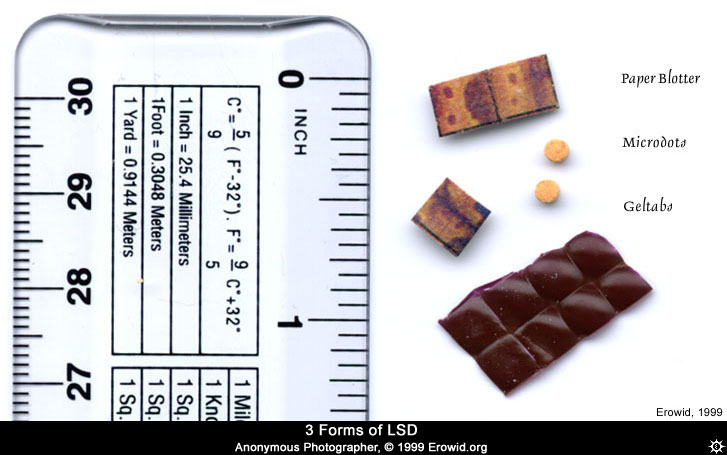 0
INCH
1
30
29
28
27
C°= 5/9 ( F°-32°). F°= 9/5 C°+32°
1 Inch = 25.4 Millimeters
1Foot = 0.3048 Meters
1 Yard = 0.9144 Meters
1 Mil
1 Kno
1 Sq.
1 Sq.
1 Sq.
Paper Blotter
Microdots
Geltabs
Erowid, 1999
3 Forms of LSD
Anonymous Photographer, © 1999 Erowid.org